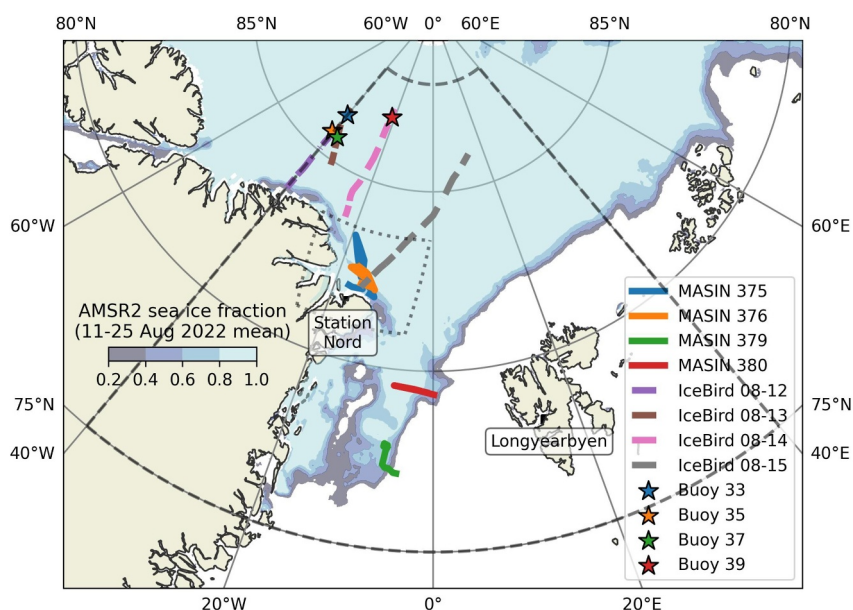 80°N 85°N 60°W 0° 60°E 85°N 80°N
60°W
60°E
AMSR2 sea ice fraction
(11-25 Aug 2022 mean)
0.2 0.4 0.6 0.8 1.0
Station
Nord
Longyearbyen
MASIN 375
MASIN 376
MASIN 379
MASIN 380
IceBird 08-12
IceBird 08-13
IceBird 08-14
IceBird 08-15
Buoy 33
Buoy 35
Buoy 37
Buoy 39
75°N
75°N
40°W
40°E
20°W 0° 20°E